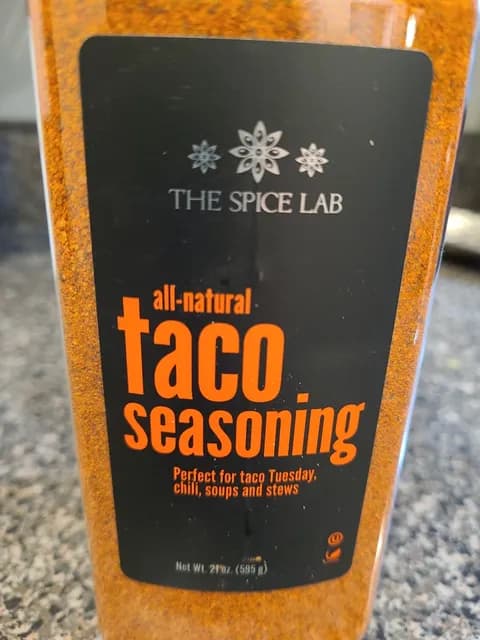 THE SPICE LAB
all-natural
taco
seasoning
Perfect for taco Tuesday,
chili, soups and stews
Net Wt. 21 oz. (595 g)